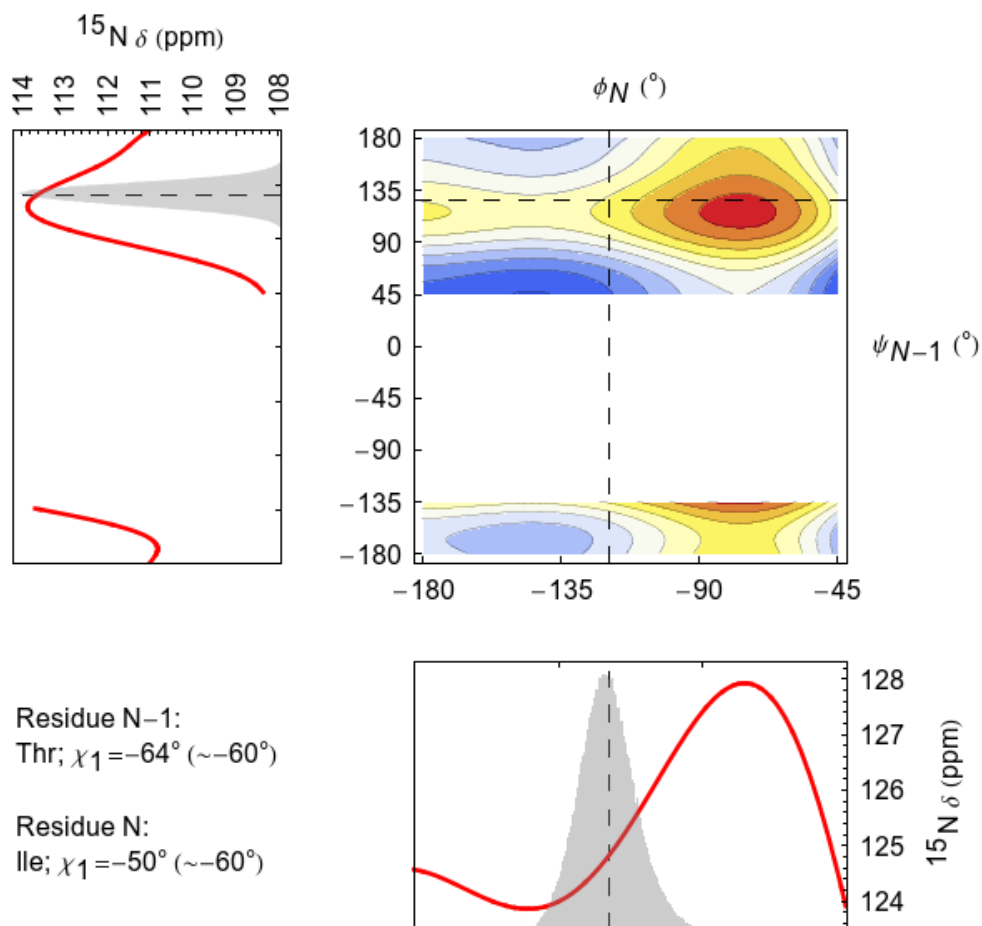 15N δ (ppm)
114 113 112 111 110 109 108
ϕN (°)
180
135
90
45
0
−45
−90
−135
−180
ψN−1 (°)
−180 −135 −90 −45
128
127
126
125
124
15N δ (ppm)
Residue N−1:
Thr; χ1=−64° (~−60°)
Residue N:
Ile; χ1=−50° (~−60°)